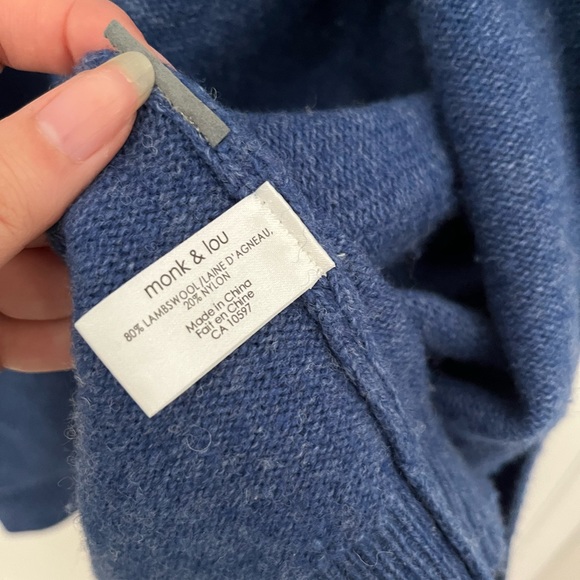 monk & lou
80% LAMBSWOOL/LAINE D'AGNEAU,
20% NYLON
Made in China
Fait en Chine
CA 10597